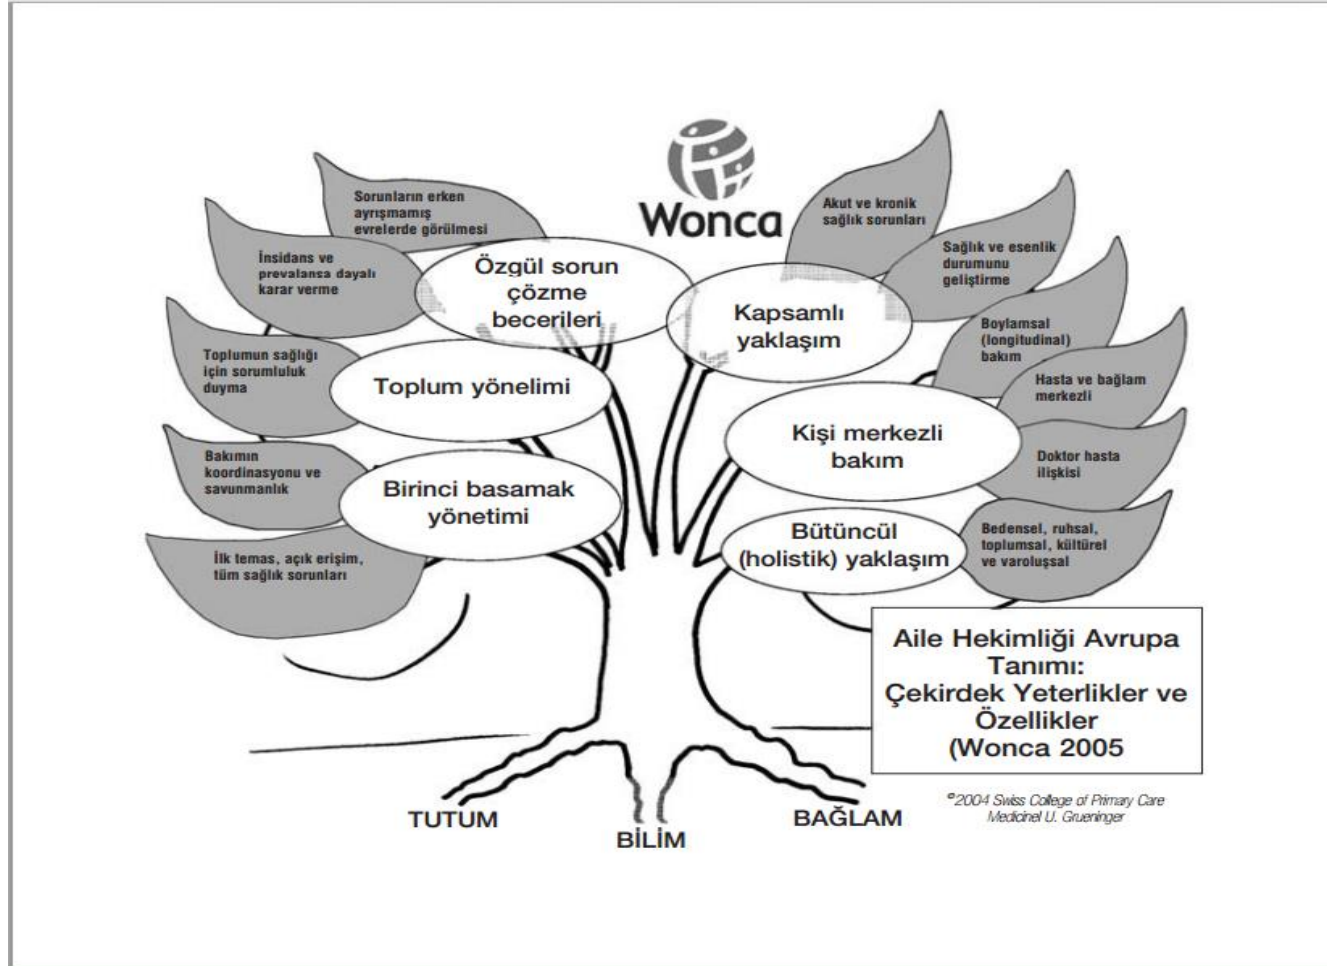 Wonca
Sorunların erken
ayrışmamış
evrelerde görülmesi
İnsidans ve
prevalansa dayalı
karar verme
Özgül sorun
çözme
becerileri
Toplumun sağlığı
için sorumluluk
duyma
Toplum yönelimi
Bakımın
koordinasyonu ve
savunmanlık
Birinci basamak
yönetimi
İlk temas, açık erişim,
tüm sağlık sorunları
Akut ve kronik
sağlık sorunları
Sağlık ve esenlik
durumunu
geliştirme
Kapsamlı
yaklaşım
Boylamsal
(longitudinal)
bakım
Hasta ve bağlam
merkezli
Kişi merkezli
bakım
Doktor hasta
ilişkisi
Bütüncül
(holistik) yaklaşım
Bedensel, ruhsal,
toplumsal, kültürel
ve varoluşsal
Aile Hekimliği Avrupa
Tanımı:
Çekirdek Yeterlikler ve
Özellikler
(Wonca 2005
©2004 Swiss College of Primary Care
Medicinel U. Grueninger
TUTUM
BİLİM
BAĞLAM